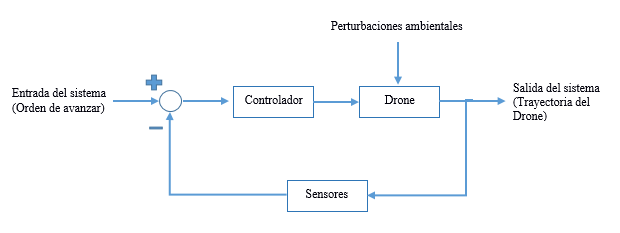 Perturbaciones ambientales
Entrada del sistema
(Orden de avanzar)
+
Controlador
Drone
Salida del sistema
(Trayectoria del
Drone)
−
Sensores